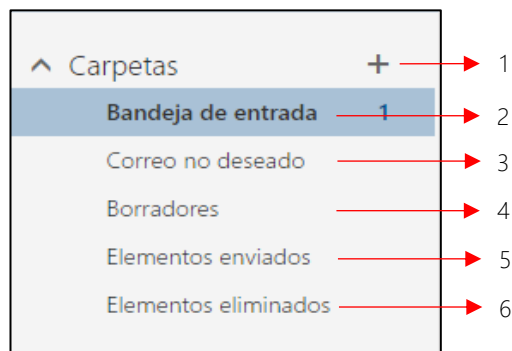 Carpetas + 1
Bandeja de entrada 1 2
Correo no deseado 3
Borradores 4
Elementos enviados 5
Elementos eliminados 6